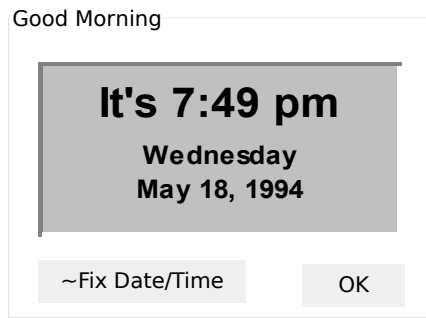 Good Morning
It's 7:49 pm
Wednesday
May 18, 1994
~Fix Date/Time
OK